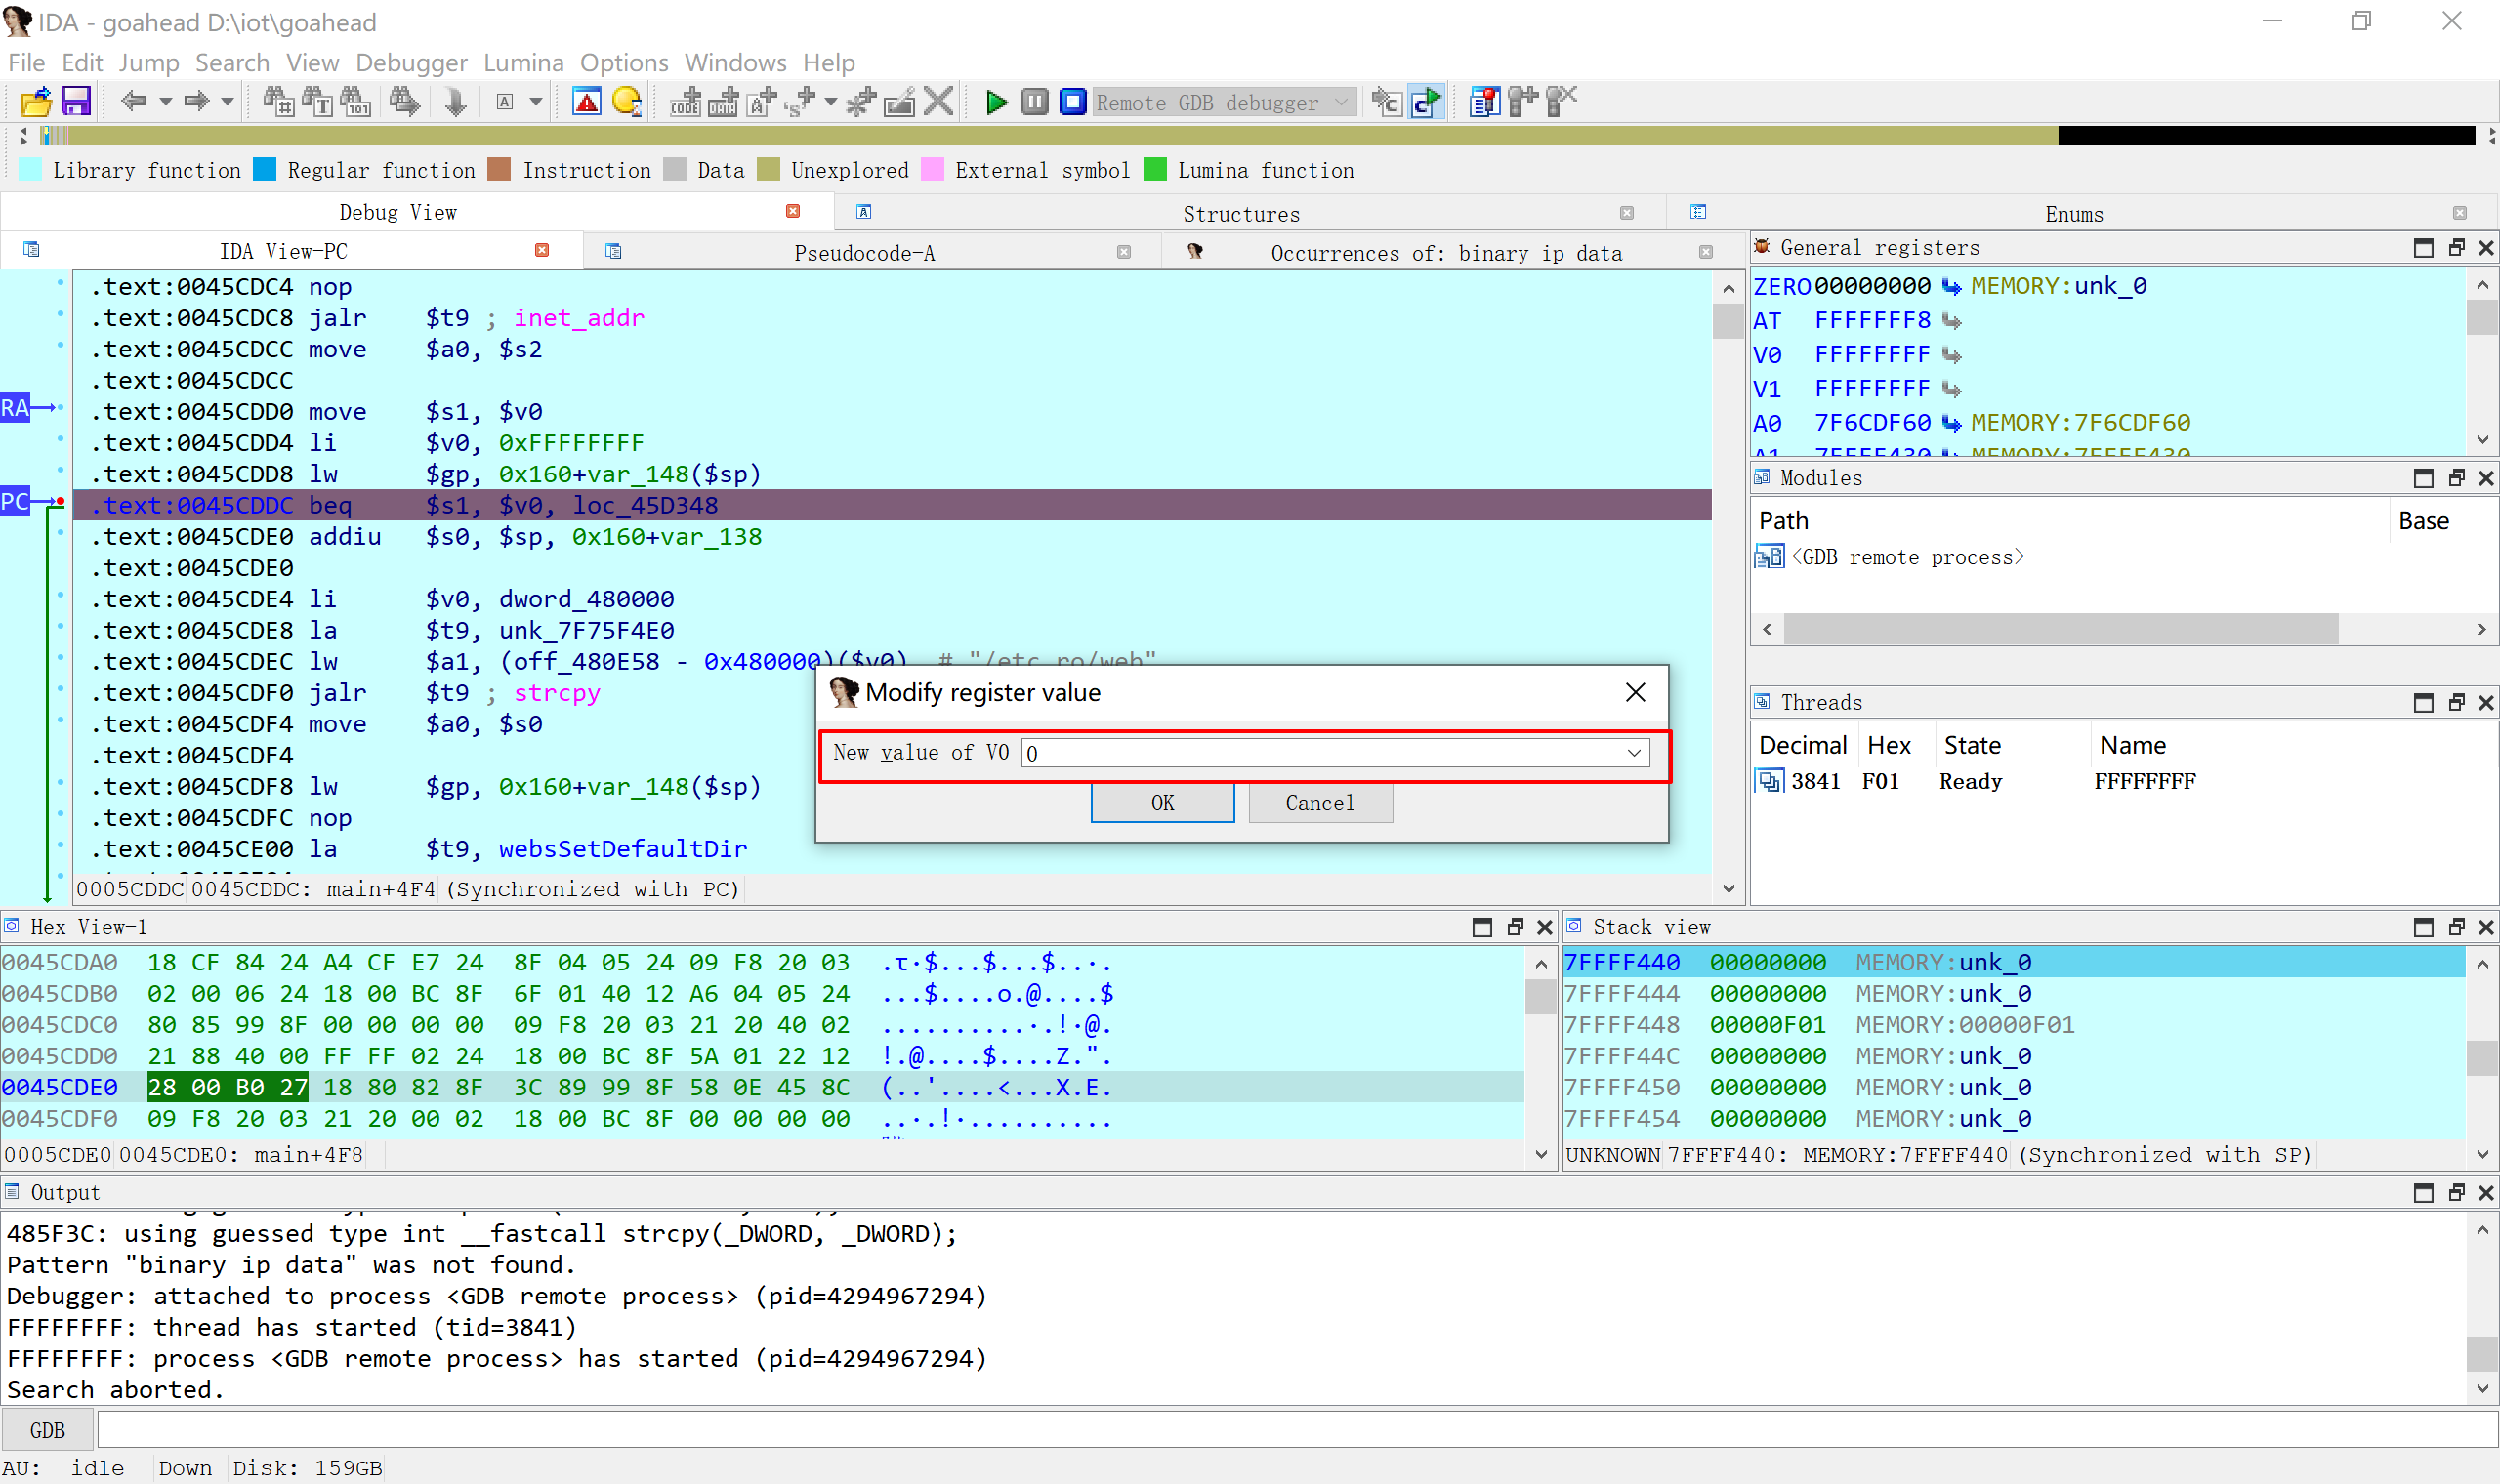 IDA - goahead D:\iot\goahead
File Edit Jump Search View Debugger Lumina Options Windows Help
Remote GDB debugger
Library function Regular function Instruction Data Unexplored External symbol Lumina function
Debug View Structures Enums
IDA View-PC Pseudocode-A Occurrences of: binary ip data
.text:0045CDC4 nop
.text:0045CDC8 jalr $t9 ; inet_addr
.text:0045CDCC move $a0, $s2
.text:0045CDCC
RA .text:0045CDD0 move $s1, $v0
.text:0045CDD4 li $v0, 0xFFFFFFFF
.text:0045CDD8 lw $gp, 0x160+var_148($sp)
PC .text:0045CDDC beq $s1, $v0, loc_45D348
.text:0045CDE0 addiu $s0, $sp, 0x160+var_138
.text:0045CDE0
.text:0045CDE4 li $v0, dword_480000
.text:0045CDE8 la $t9, unk_7F75F4E0
.text:0045CDEC lw $a1, (off_480E58 - 0x480000)($v0) # "/etc_ro/web"
.text:0045CDF0 jalr $t9 ; strcpy
.text:0045CDF4 move $a0, $s0
.text:0045CDF4
.text:0045CDF8 lw $gp, 0x160+var_148($sp)
.text:0045CDFC nop
.text:0045CE00 la $t9, websSetDefaultDir
0005CDDC 0045CDDC: main+4F4 (Synchronized with PC)
General registers
ZERO 00000000 MEMORY:unk_0
AT FFFFFFF8
V0 FFFFFFFF
V1 FFFFFFFF
A0 7F6CDF60 MEMORY:7F6CDF60
A1 7FFFF430 MEMORY:7FFFF430
Modules
Path Base
<GDB remote process>
Threads
Decimal Hex State Name
3841 F01 Ready FFFFFFFF
Modify register value
New value of V0 0
OK Cancel
Hex View-1
0045CDA0 18 CF 84 24 A4 CF E7 24 8F 04 05 24 09 F8 20 03 .τ·$...$...$..·.
0045CDB0 02 00 06 24 18 00 BC 8F 6F 01 40 12 A6 04 05 24 ...$....o.@....$
0045CDC0 80 85 99 8F 00 00 00 00 09 F8 20 03 21 20 40 02 ..........·.!·@.
0045CDD0 21 88 40 00 FF FF 02 24 18 00 BC 8F 5A 01 22 12 !.@....$....Z.".
0045CDE0 28 00 B0 27 18 80 82 8F 3C 89 99 8F 58 0E 45 8C (..'....<...X.E.
0045CDF0 09 F8 20 03 21 20 00 02 18 00 BC 8F 00 00 00 00 ..·.!·..........
0005CDE0 0045CDE0: main+4F8
Stack view
7FFFF440 00000000 MEMORY:unk_0
7FFFF444 00000000 MEMORY:unk_0
7FFFF448 00000F01 MEMORY:00000F01
7FFFF44C 00000000 MEMORY:unk_0
7FFFF450 00000000 MEMORY:unk_0
7FFFF454 00000000 MEMORY:unk_0
UNKNOWN 7FFFF440: MEMORY:7FFFF440 (Synchronized with SP)
Output
485F3C: using guessed type int __fastcall strcpy(_DWORD, _DWORD);
Pattern "binary ip data" was not found.
Debugger: attached to process <GDB remote process> (pid=4294967294)
FFFFFFFF: thread has started (tid=3841)
FFFFFFFF: process <GDB remote process> has started (pid=4294967294)
Search aborted.
GDB
AU: idle Down Disk: 159GB